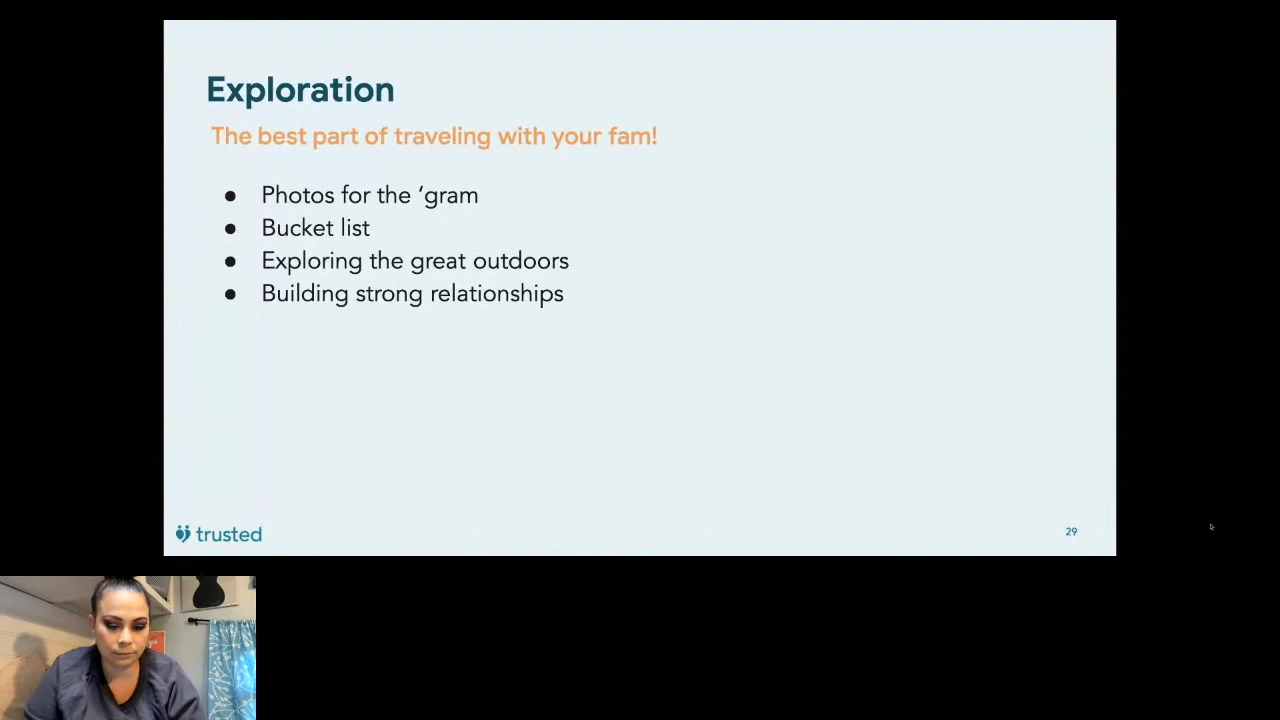 Exploration
The best part of traveling with your fam!
● Photos for the ‘gram
● Bucket list
● Exploring the great outdoors
● Building strong relationships
trusted
29